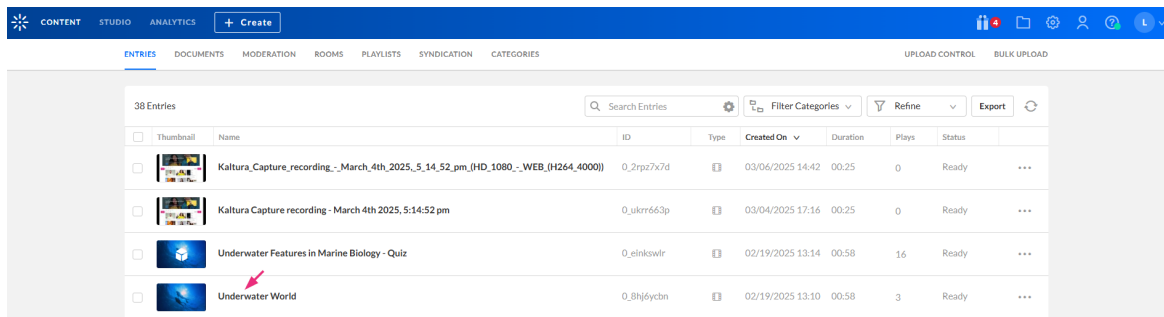 CONTENT STUDIO ANALYTICS + Create 4 L
ENTRIES DOCUMENTS MODERATION ROOMS PLAYLISTS SYNDICATION CATEGORIES UPLOAD CONTROL BULK UPLOAD
38 Entries Search Entries Filter Categories Refine Export
Thumbnail Name ID Type Created On Duration Plays Status
Kaltura_Capture_recording_-_March_4th_2025,_5_14_52_pm_(HD_1080_-_WEB_(H264_4000)) 0_2rpz7x7d 03/06/2025 14:42 00:25 0 Ready
Kaltura Capture recording - March 4th 2025, 5:14:52 pm 0_ukrr663p 03/04/2025 17:16 00:25 0 Ready
Underwater Features in Marine Biology - Quiz 0_einkswlr 02/19/2025 13:14 00:58 16 Ready
Underwater World 0_8hj6ycbn 02/19/2025 13:10 00:58 3 Ready